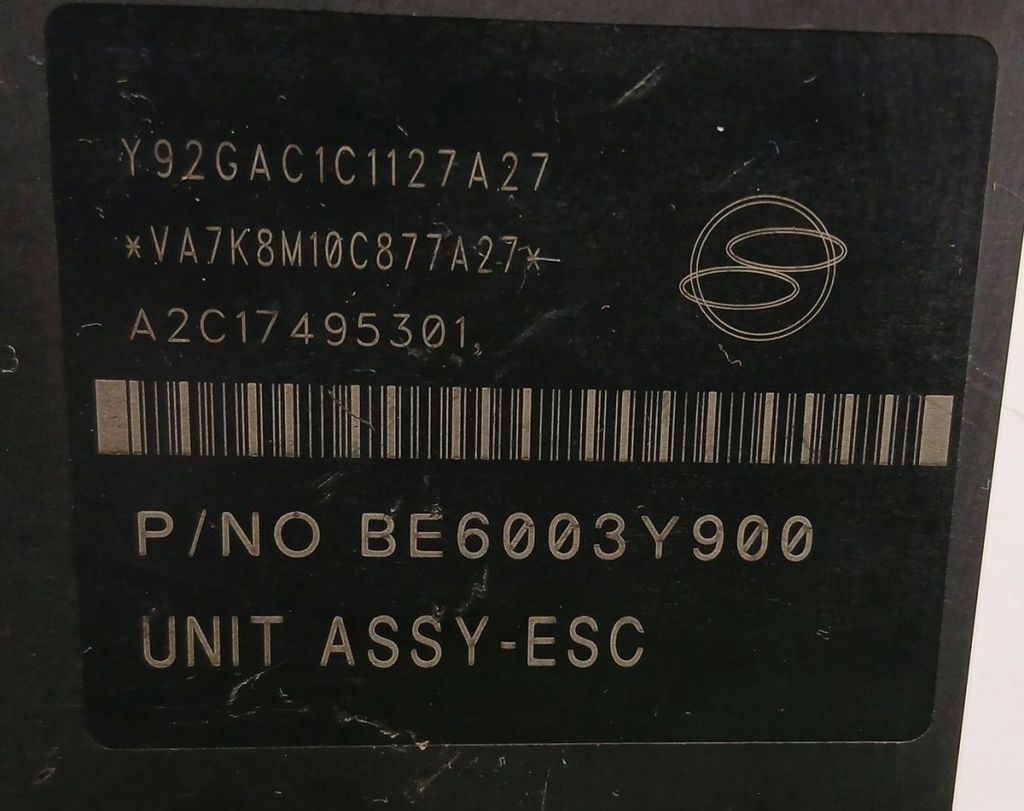 Y92GAC1C1127A27
*VA7K8M10C877A27*
A2C17495301,
P/NO BE6003Y900
UNIT ASSY-ESC